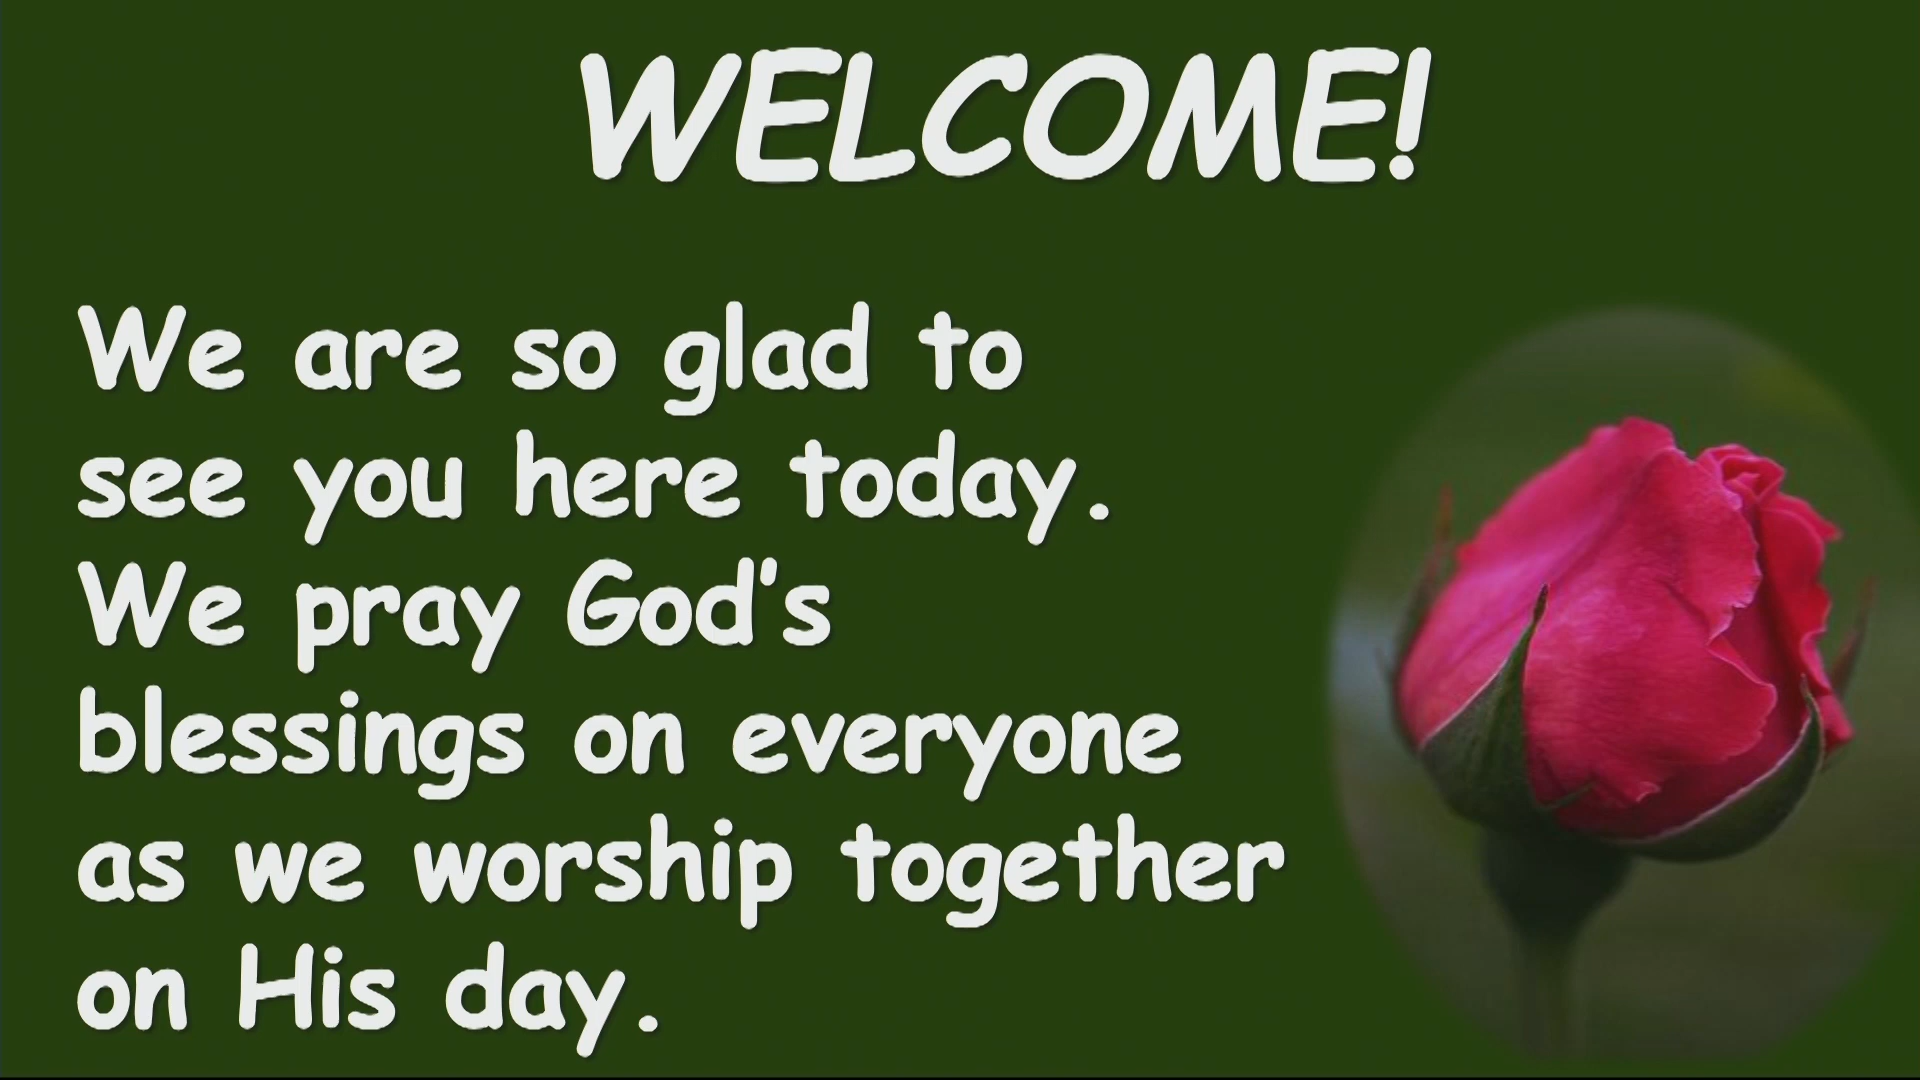 WELCOME!
We are so glad to
see you here today.
We pray God's
blessings on everyone
as we worship together
on His day.